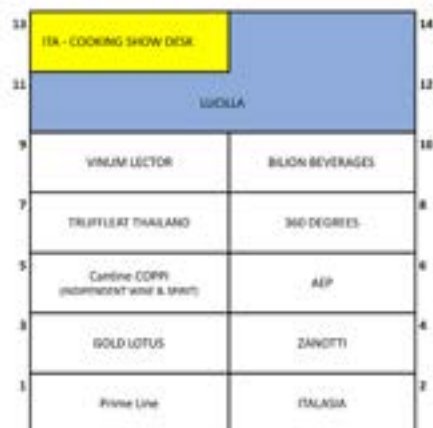 13 ITA - COOKING SHOW DESK 14
11 LUCILLA 12
9 VINUM LECTOR BILION BEVERAGES 10
7 TRUFFLEAT THAILAND 360 DEGREES 8
5 Cantine COPPI AEP 6
(INDIPENDENT WINE & SPIRIT)
3 GOLD LOTUS ZANOTTI 4
1 Prime Line ITALASIA 2